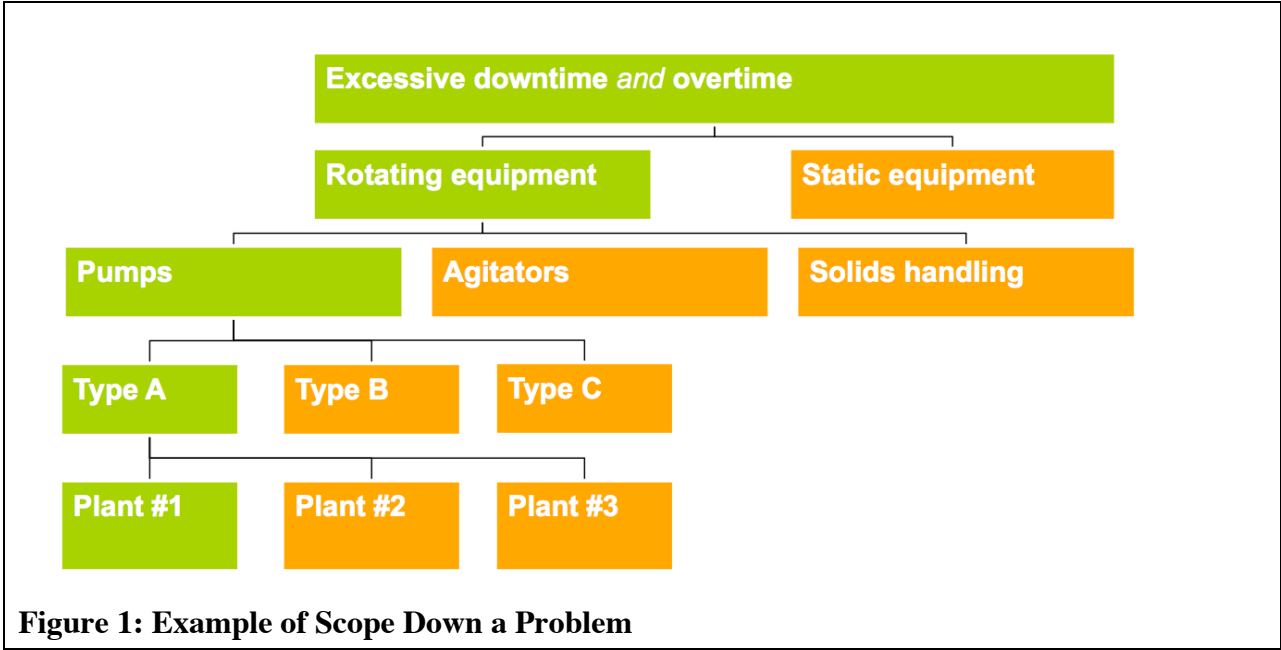 Excessive downtime and overtime
Rotating equipment
Static equipment
Pumps
Agitators
Solids handling
Type A
Type B
Type C
Plant #1
Plant #2
Plant #3
Figure 1: Example of Scope Down a Problem